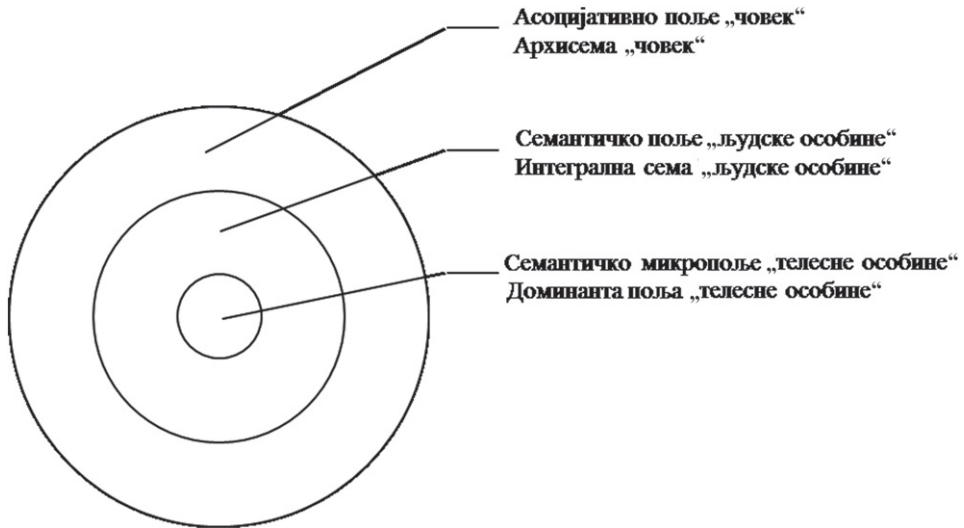 Асоцијативно поље „човек“
Архисема „човек“
Семантичко поље „људске особине“
Интегрална сема „људске особине“
Семантичко микропоље „телесне особине“
Доминанта поља „телесне особине“